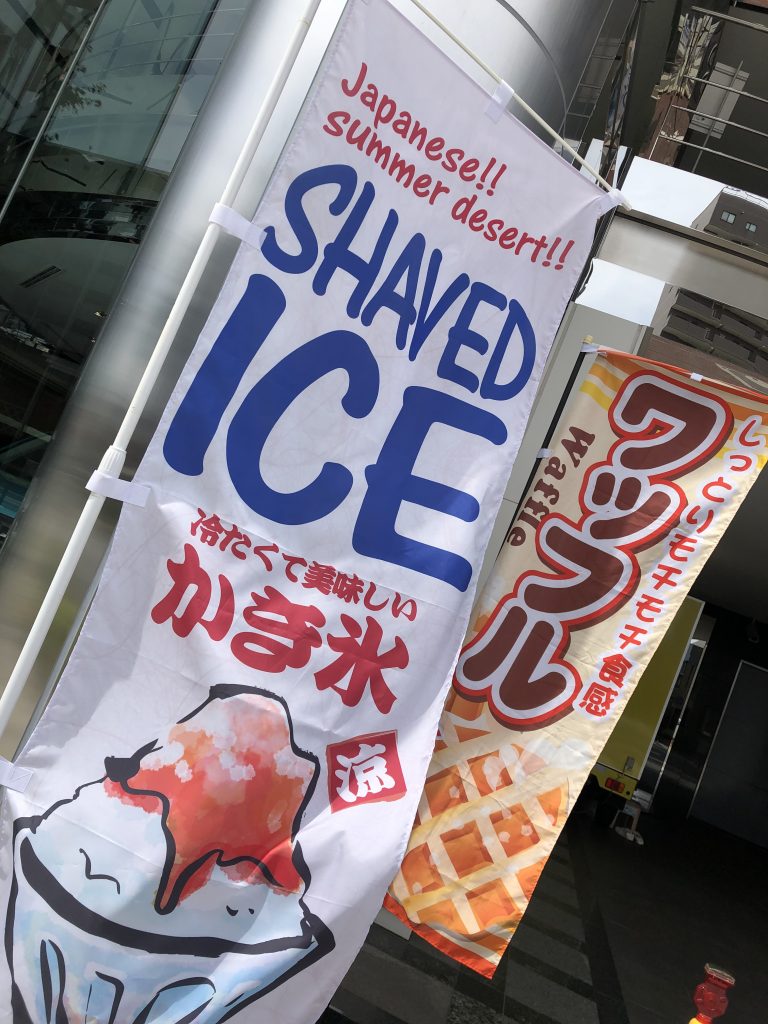 Japanese!!
summer desert!!
SHAVED
ICE
冷たくて美味しい
かき氷
涼
ワッフル
Waffle
しっとりモチモチ食感